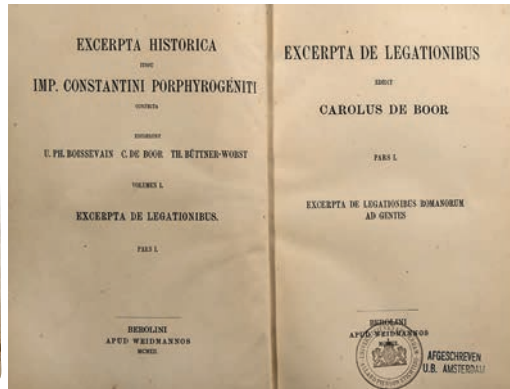 EXCERPTA HISTORICA
IUSSU
IMP. CONSTANTINI PORPHYROGÉNITI
CONFECTA
EDIDERUNT
U. PH. BOISSEVAIN C. DE BOOR TH. BÜTTNER-WOBST
VOLUMEN I.
EXCERPTA DE LEGATIONIBUS.
PARS I.
BEROLINI
APUD WEIDMANNOS
MCMIII.
EXCERPTA DE LEGATIONIBUS
EDIDIT
CAROLUS DE BOOR
PARS I.
EXCERPTA DE LEGATIONIBUS ROMANORUM
AD GENTES
BEROLINI
APUD WEIDMANNOS
AFGESCHREVEN
U.B. AMSTERDAM